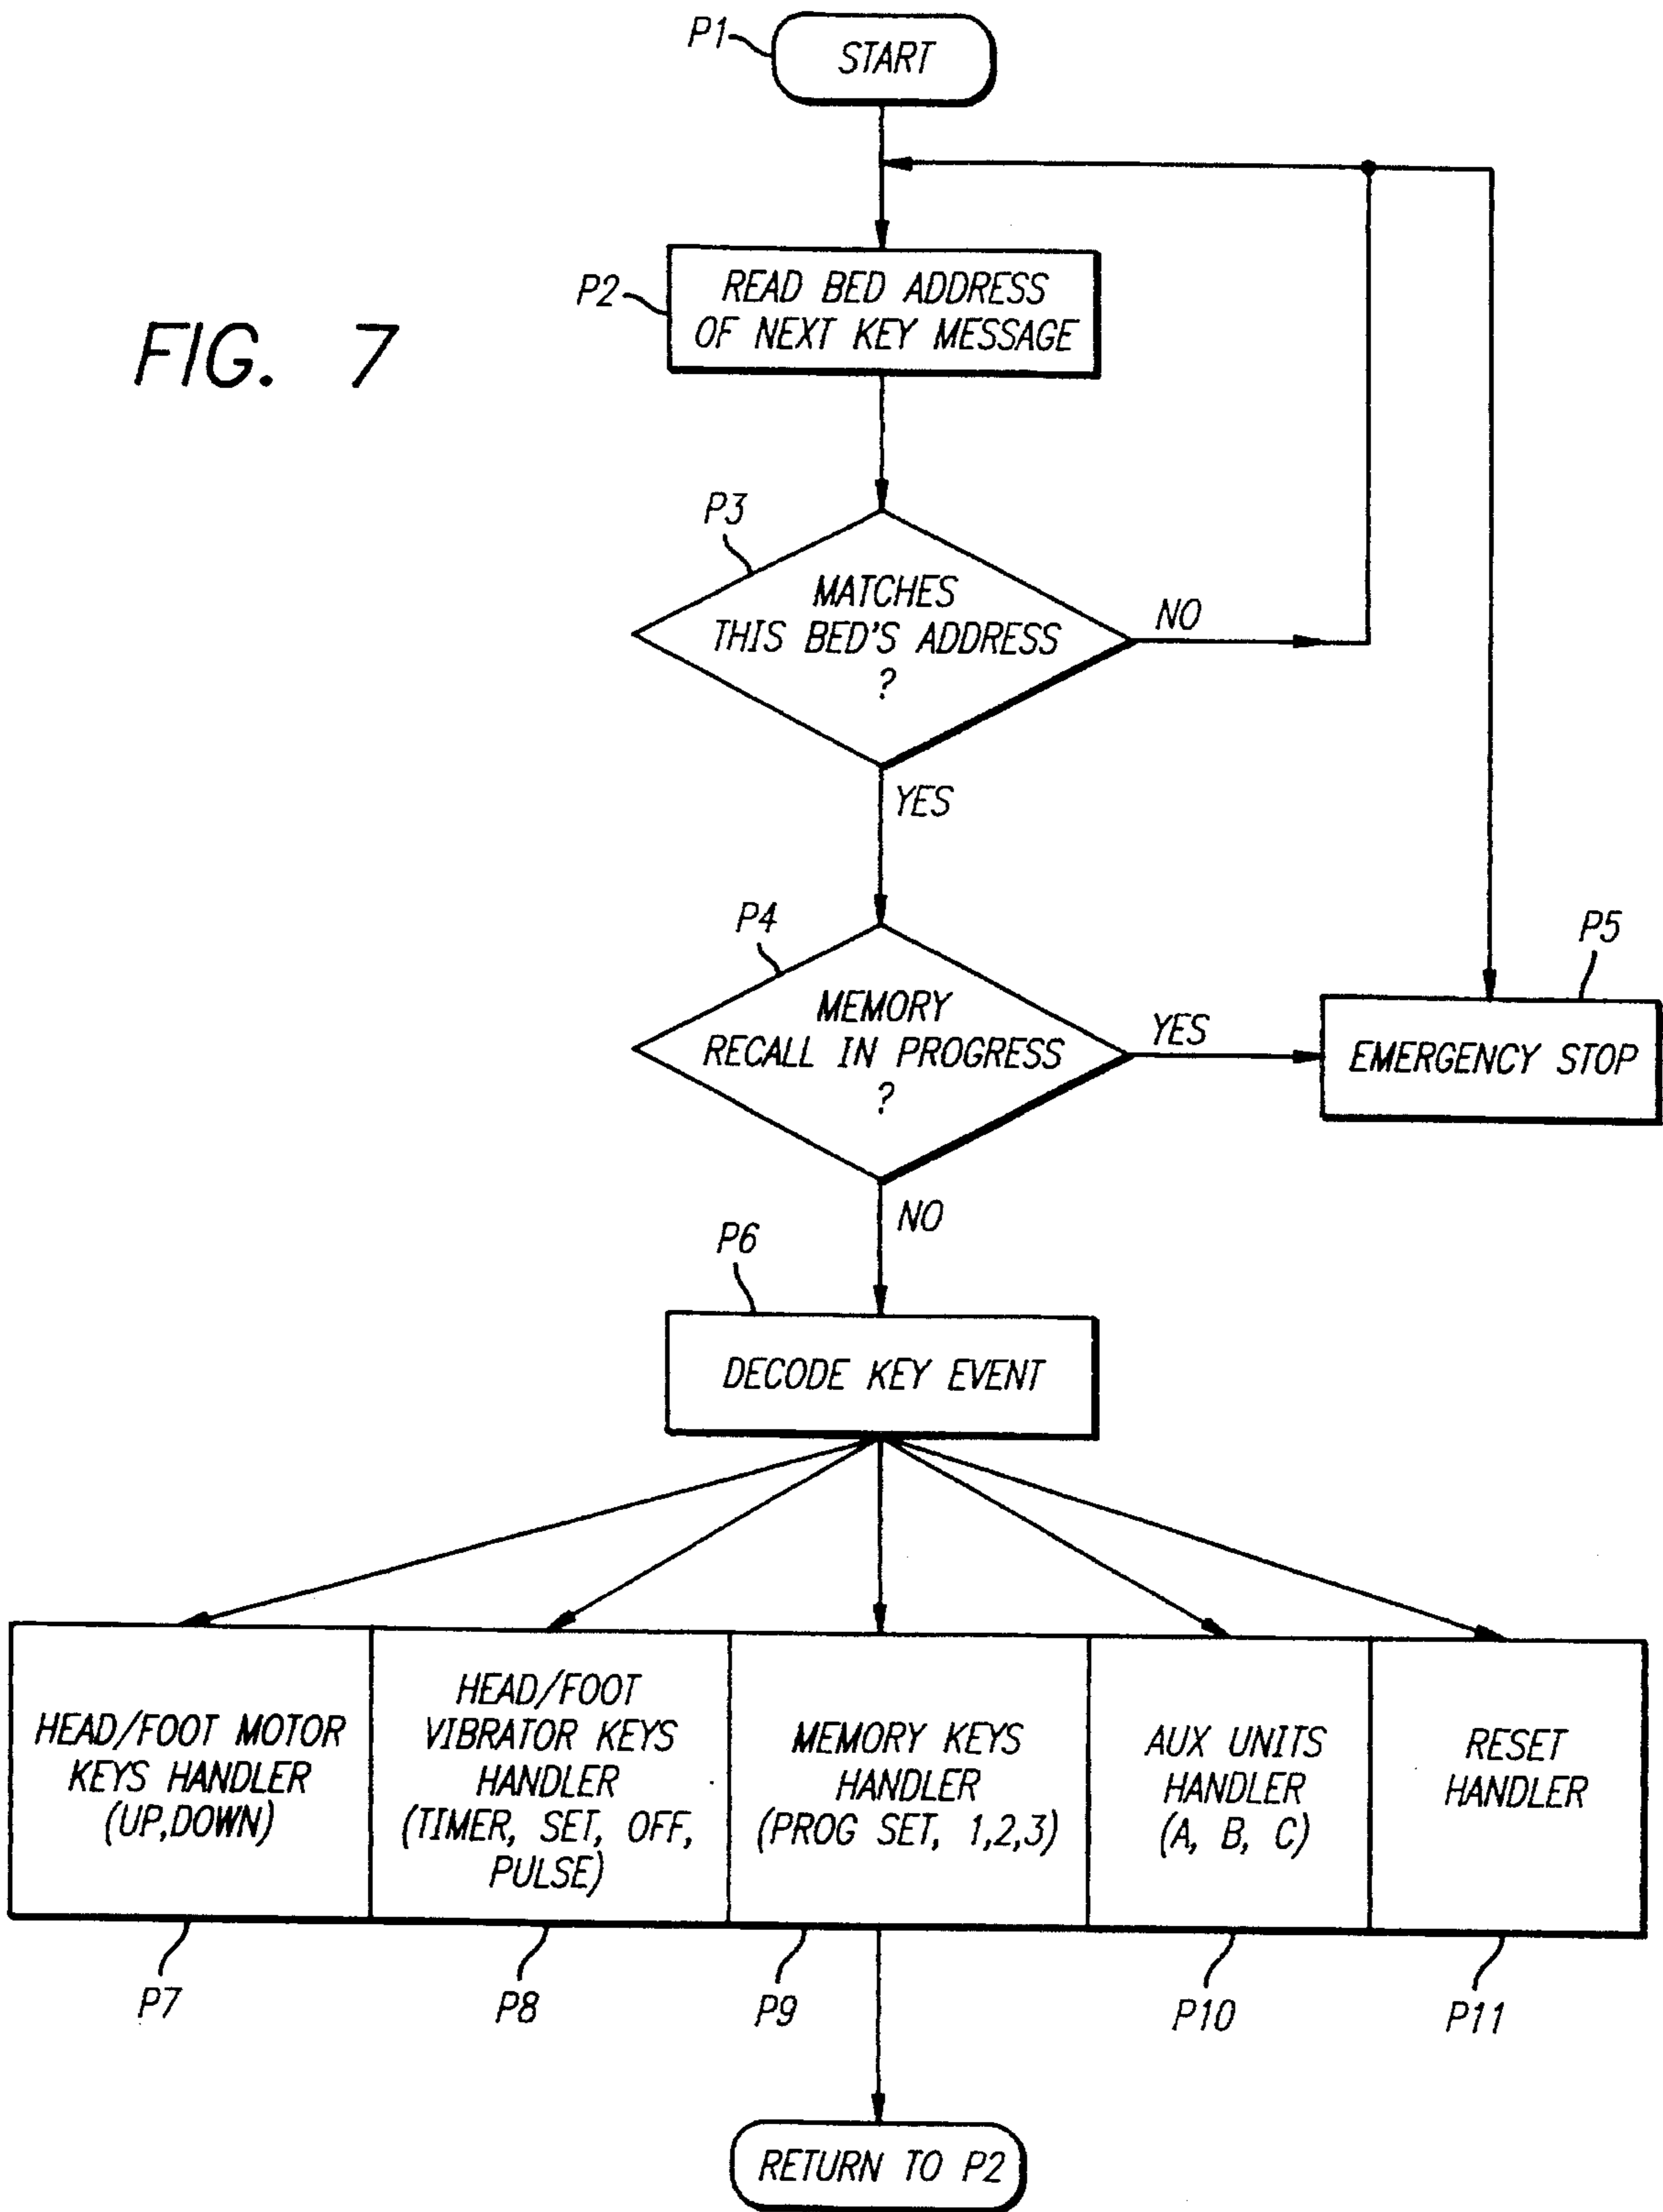 P1
START
FIG. 7
P2
READ BED ADDRESS
OF NEXT KEY MESSAGE
P3
MATCHES
THIS BED'S ADDRESS
?
NO
YES
P4
MEMORY
RECALL IN PROGRESS
?
YES
P5
EMERGENCY STOP
NO
P6
DECODE KEY EVENT
HEAD/FOOT MOTOR
KEYS HANDLER
(UP,DOWN)
HEAD/FOOT
VIBRATOR KEYS
HANDLER
(TIMER, SET, OFF,
PULSE)
MEMORY KEYS
HANDLER
(PROG SET, 1,2,3)
AUX UNITS
HANDLER
(A, B, C)
RESET
HANDLER
P7
P8
P9
P10
P11
RETURN TO P2